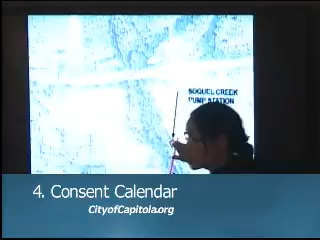 SOQUEL CREEK
PUMP STATION
4. Consent Calendar
CityofCapitola.org